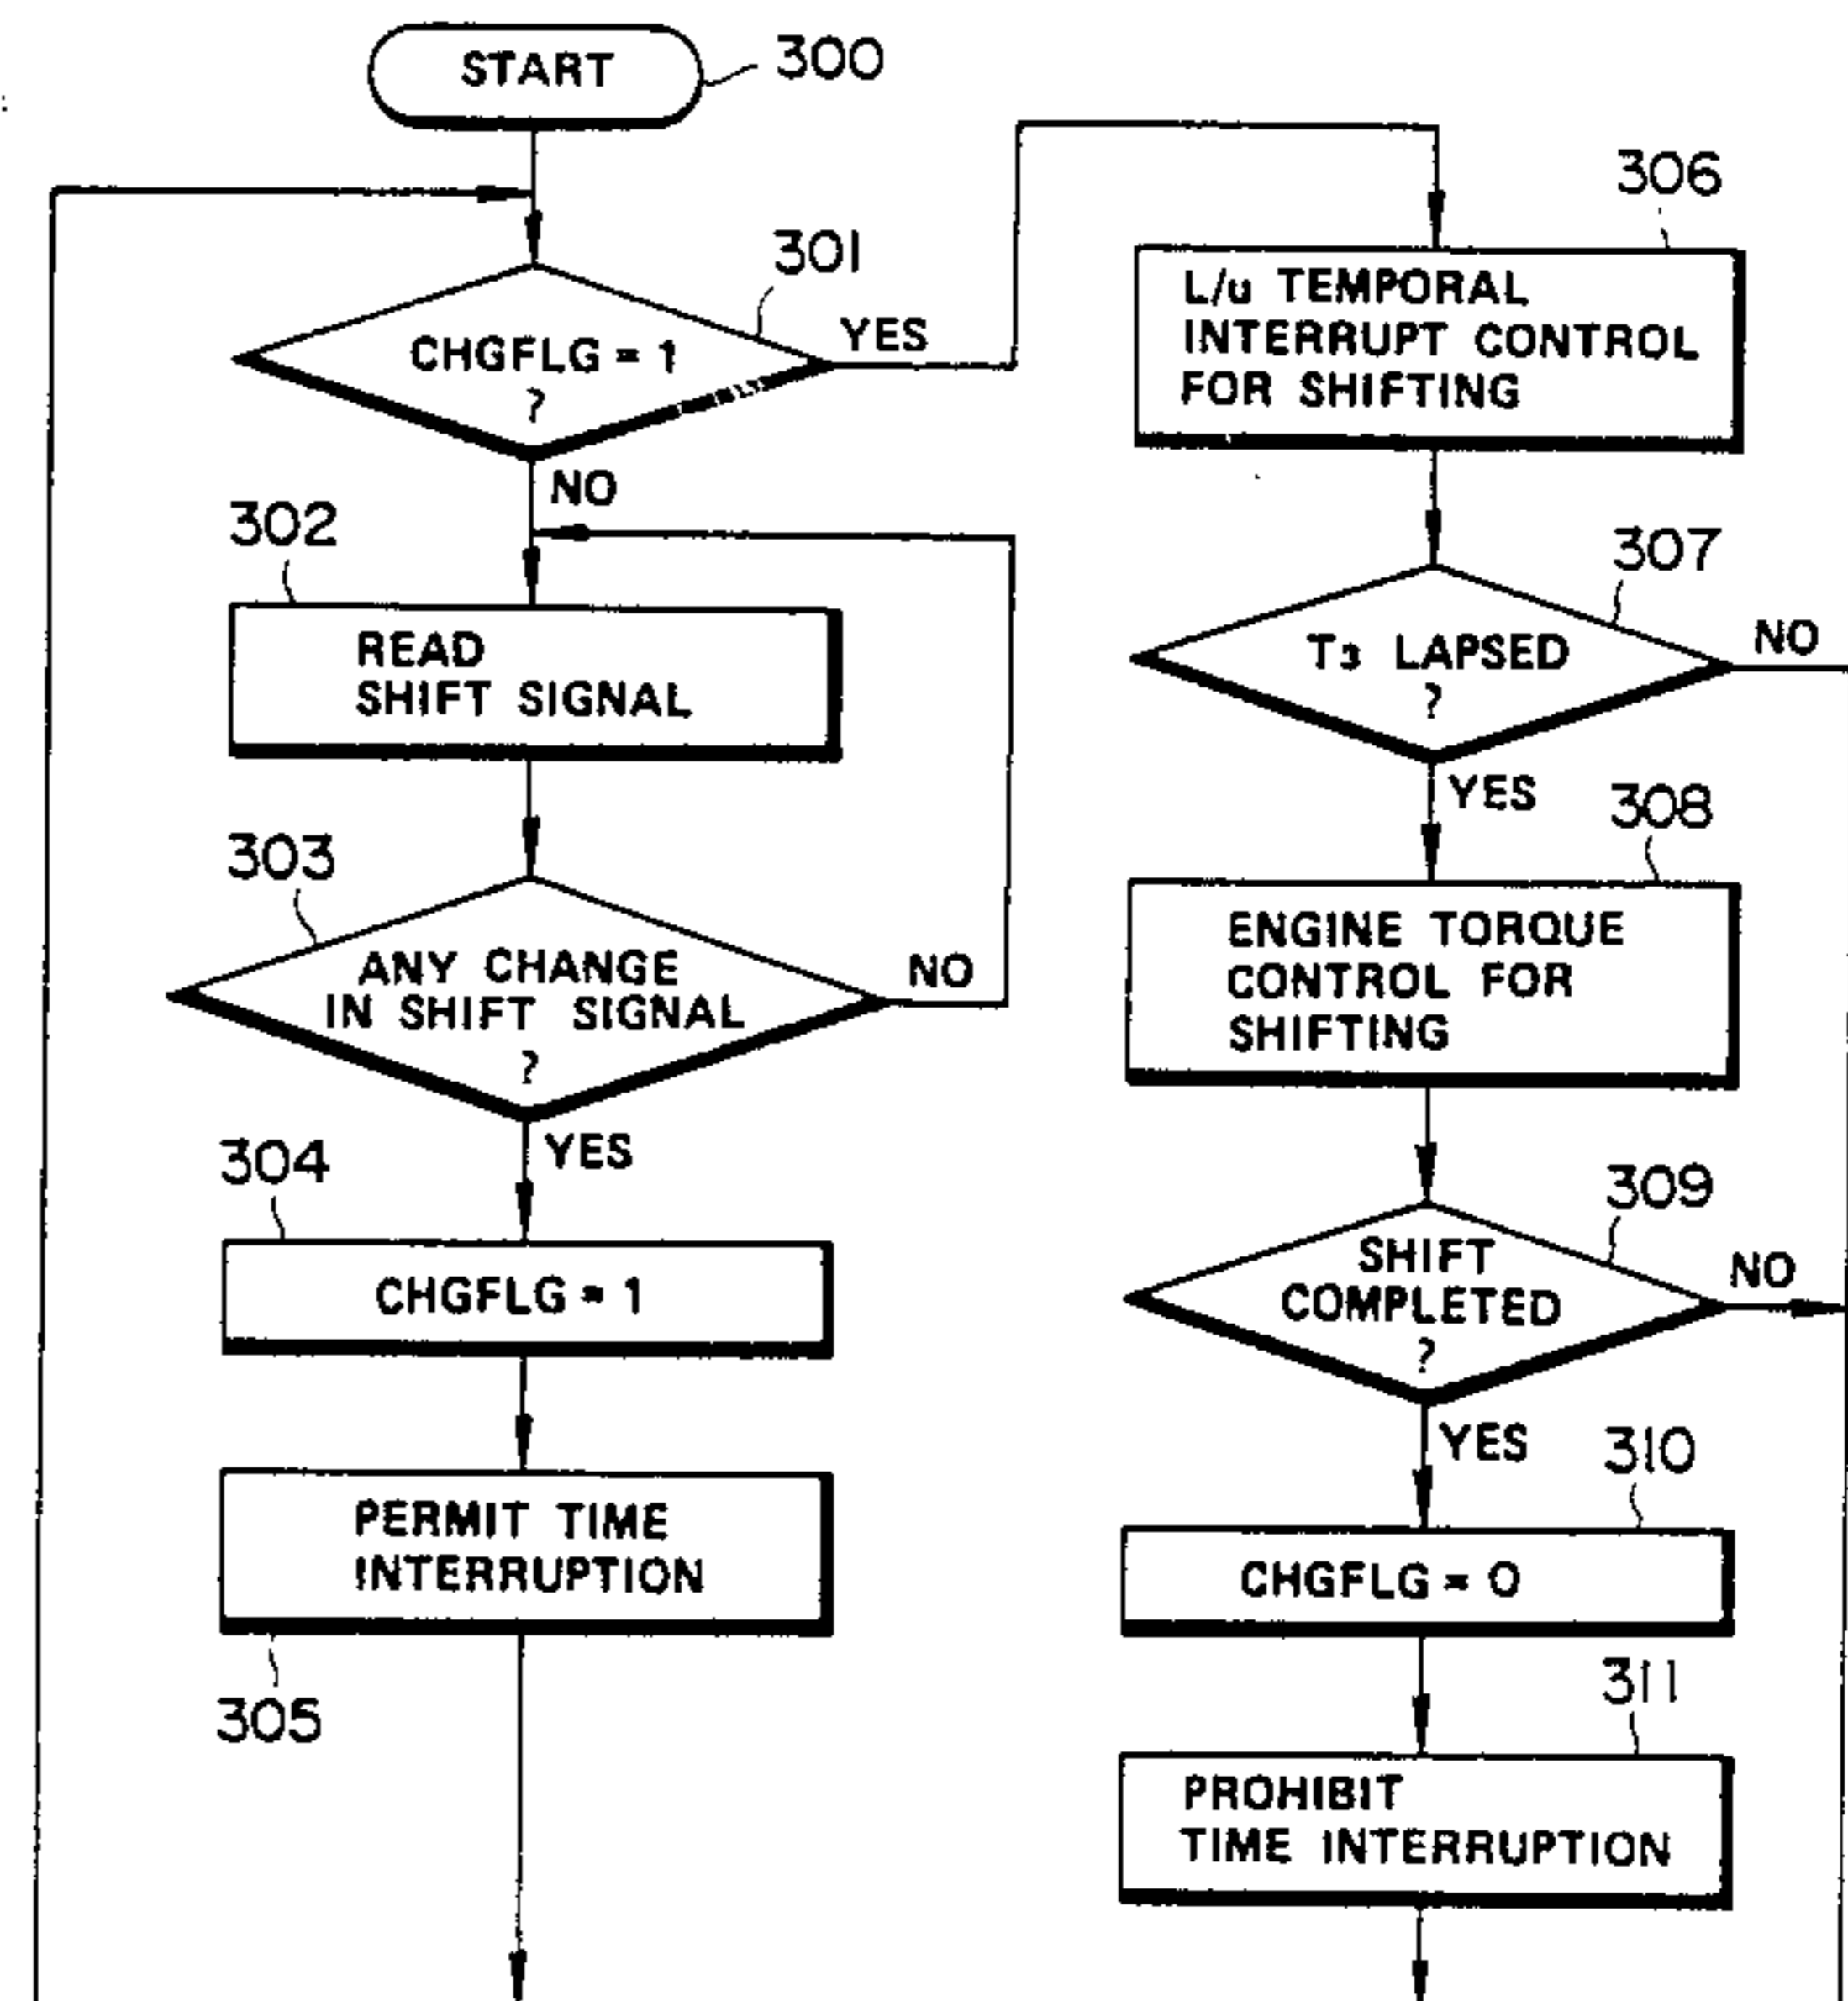 START
300
301
CHGFLG = 1
?
YES
NO
302
READ
SHIFT SIGNAL
303
ANY CHANGE
IN SHIFT SIGNAL
?
NO
YES
304
CHGFLG = 1
PERMIT TIME
INTERRUPTION
305
306
L/u TEMPORAL
INTERRUPT CONTROL
FOR SHIFTING
307
T3 LAPSED
?
NO
YES
308
ENGINE TORQUE
CONTROL FOR
SHIFTING
309
SHIFT
COMPLETED
?
NO
YES
310
CHGFLG = 0
311
PROHIBIT
TIME INTERRUPTION